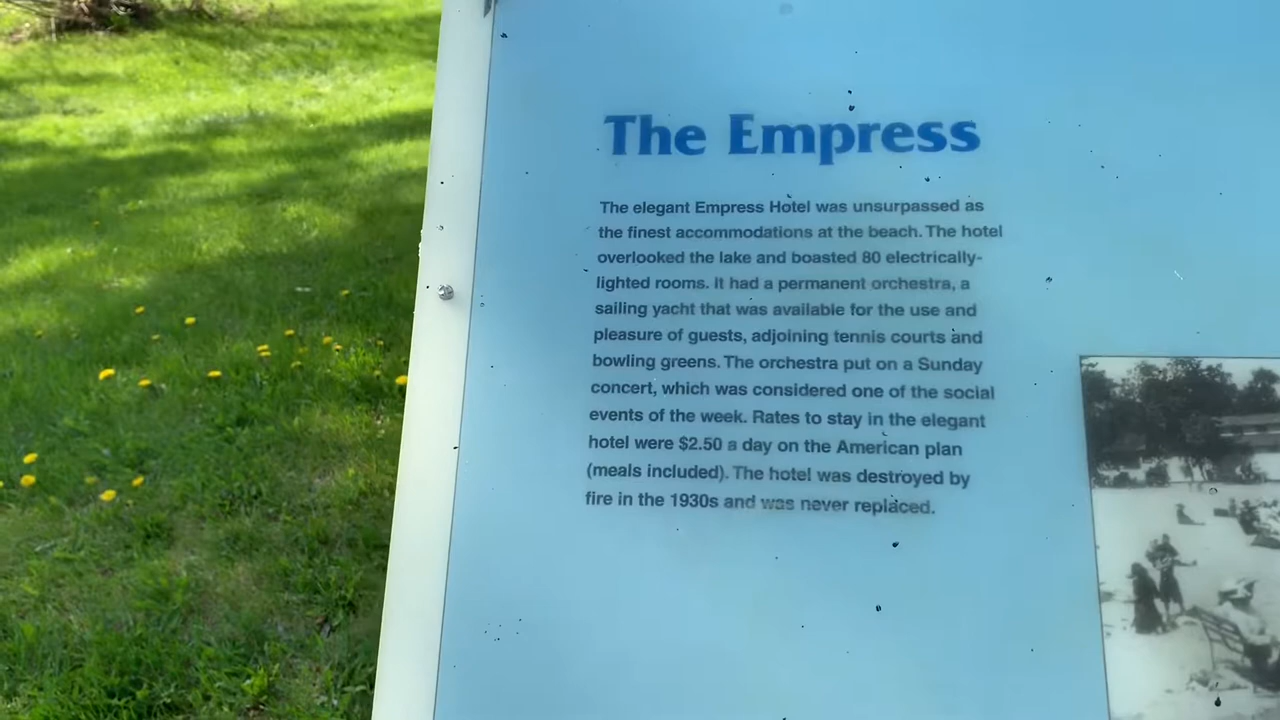 The Empress
The elegant Empress Hotel was unsurpassed as
the finest accommodations at the beach. The hotel
overlooked the lake and boasted 80 electrically-
lighted rooms. It had a permanent orchestra, a
sailing yacht that was available for the use and
pleasure of guests, adjoining tennis courts and
bowling greens. The orchestra put on a Sunday
concert, which was considered one of the social
events of the week. Rates to stay in the elegant
hotel were $2.50 a day on the American plan
(meals included). The hotel was destroyed by
fire in the 1930s and was never replaced.